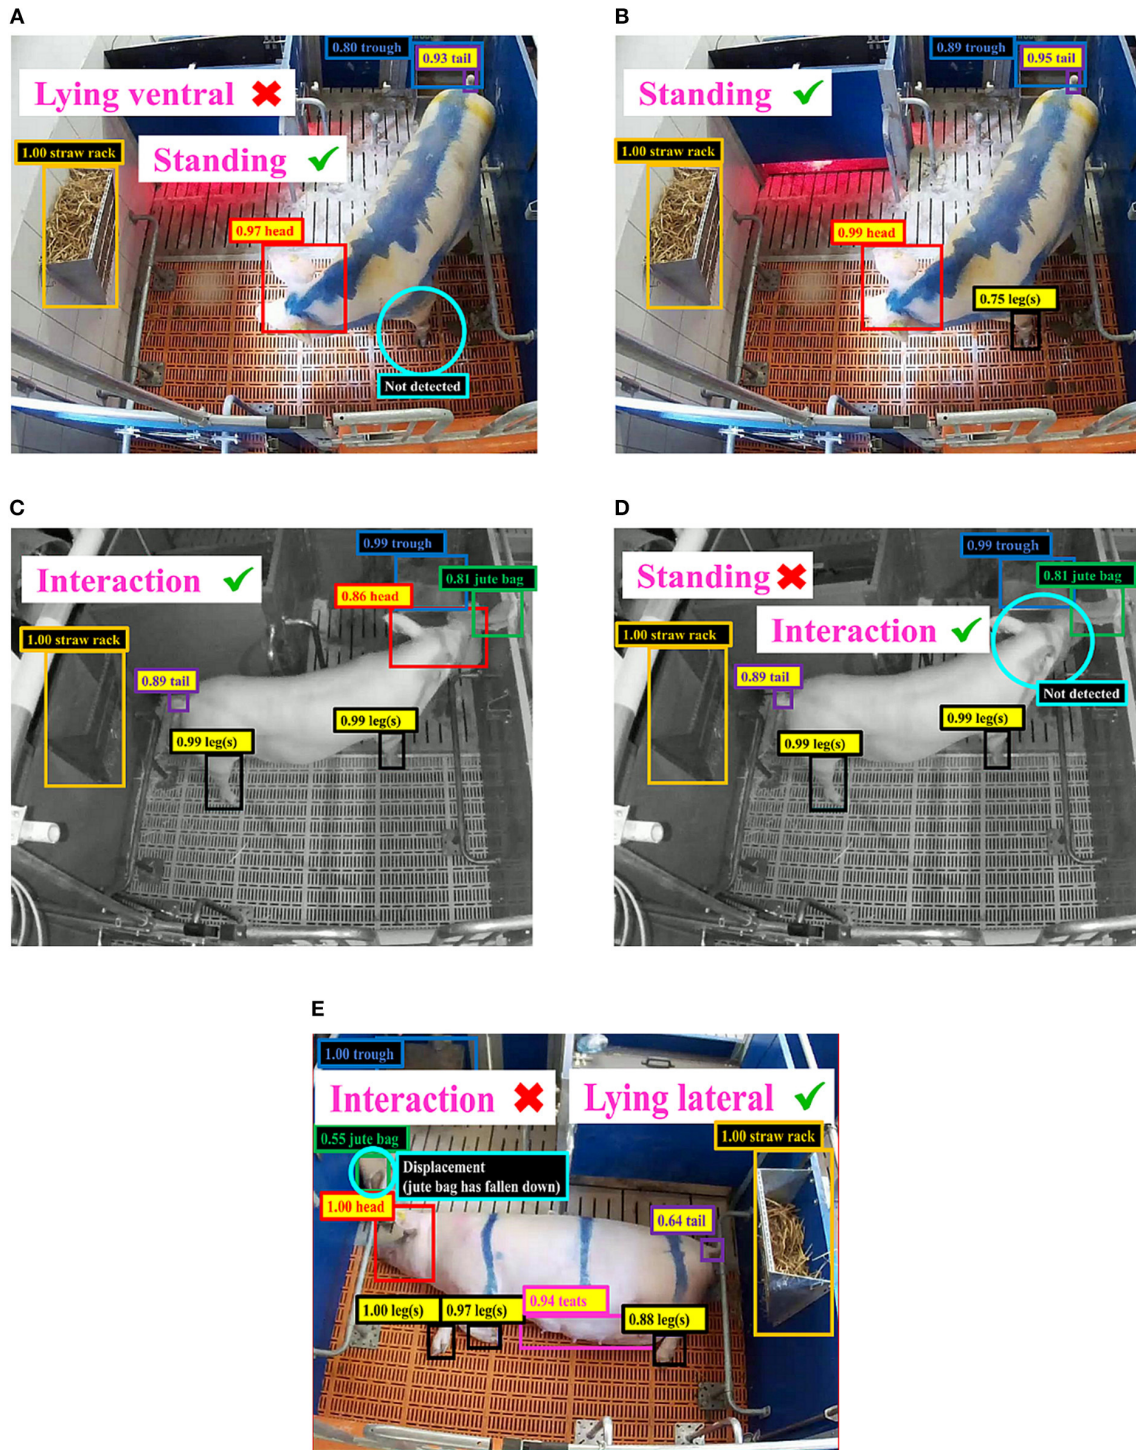 A
0.80 trough
0.93 tail
Lying ventral ✖
Standing ✓
1.00 straw rack
0.97 head
Not detected
B
0.89 trough
0.95 tail
Standing ✓
1.00 straw rack
0.99 head
0.75 leg(s)
C
0.99 trough
Interaction ✓
0.81 jute bag
0.86 head
1.00 straw rack
0.89 tail
0.99 leg(s)
0.99 leg(s)
D
0.99 trough
Standing ✖
0.81 jute bag
Interaction ✓
1.00 straw rack
0.89 tail
Not detected
0.99 leg(s)
0.99 leg(s)
E
1.00 trough
Interaction ✖
Lying lateral ✓
0.55 jute bag
1.00 straw rack
Displacement
(jute bag has fallen down)
1.00 head
0.64 tail
1.00 leg(s)
0.97 leg(s)
0.94 teats
0.88 leg(s)